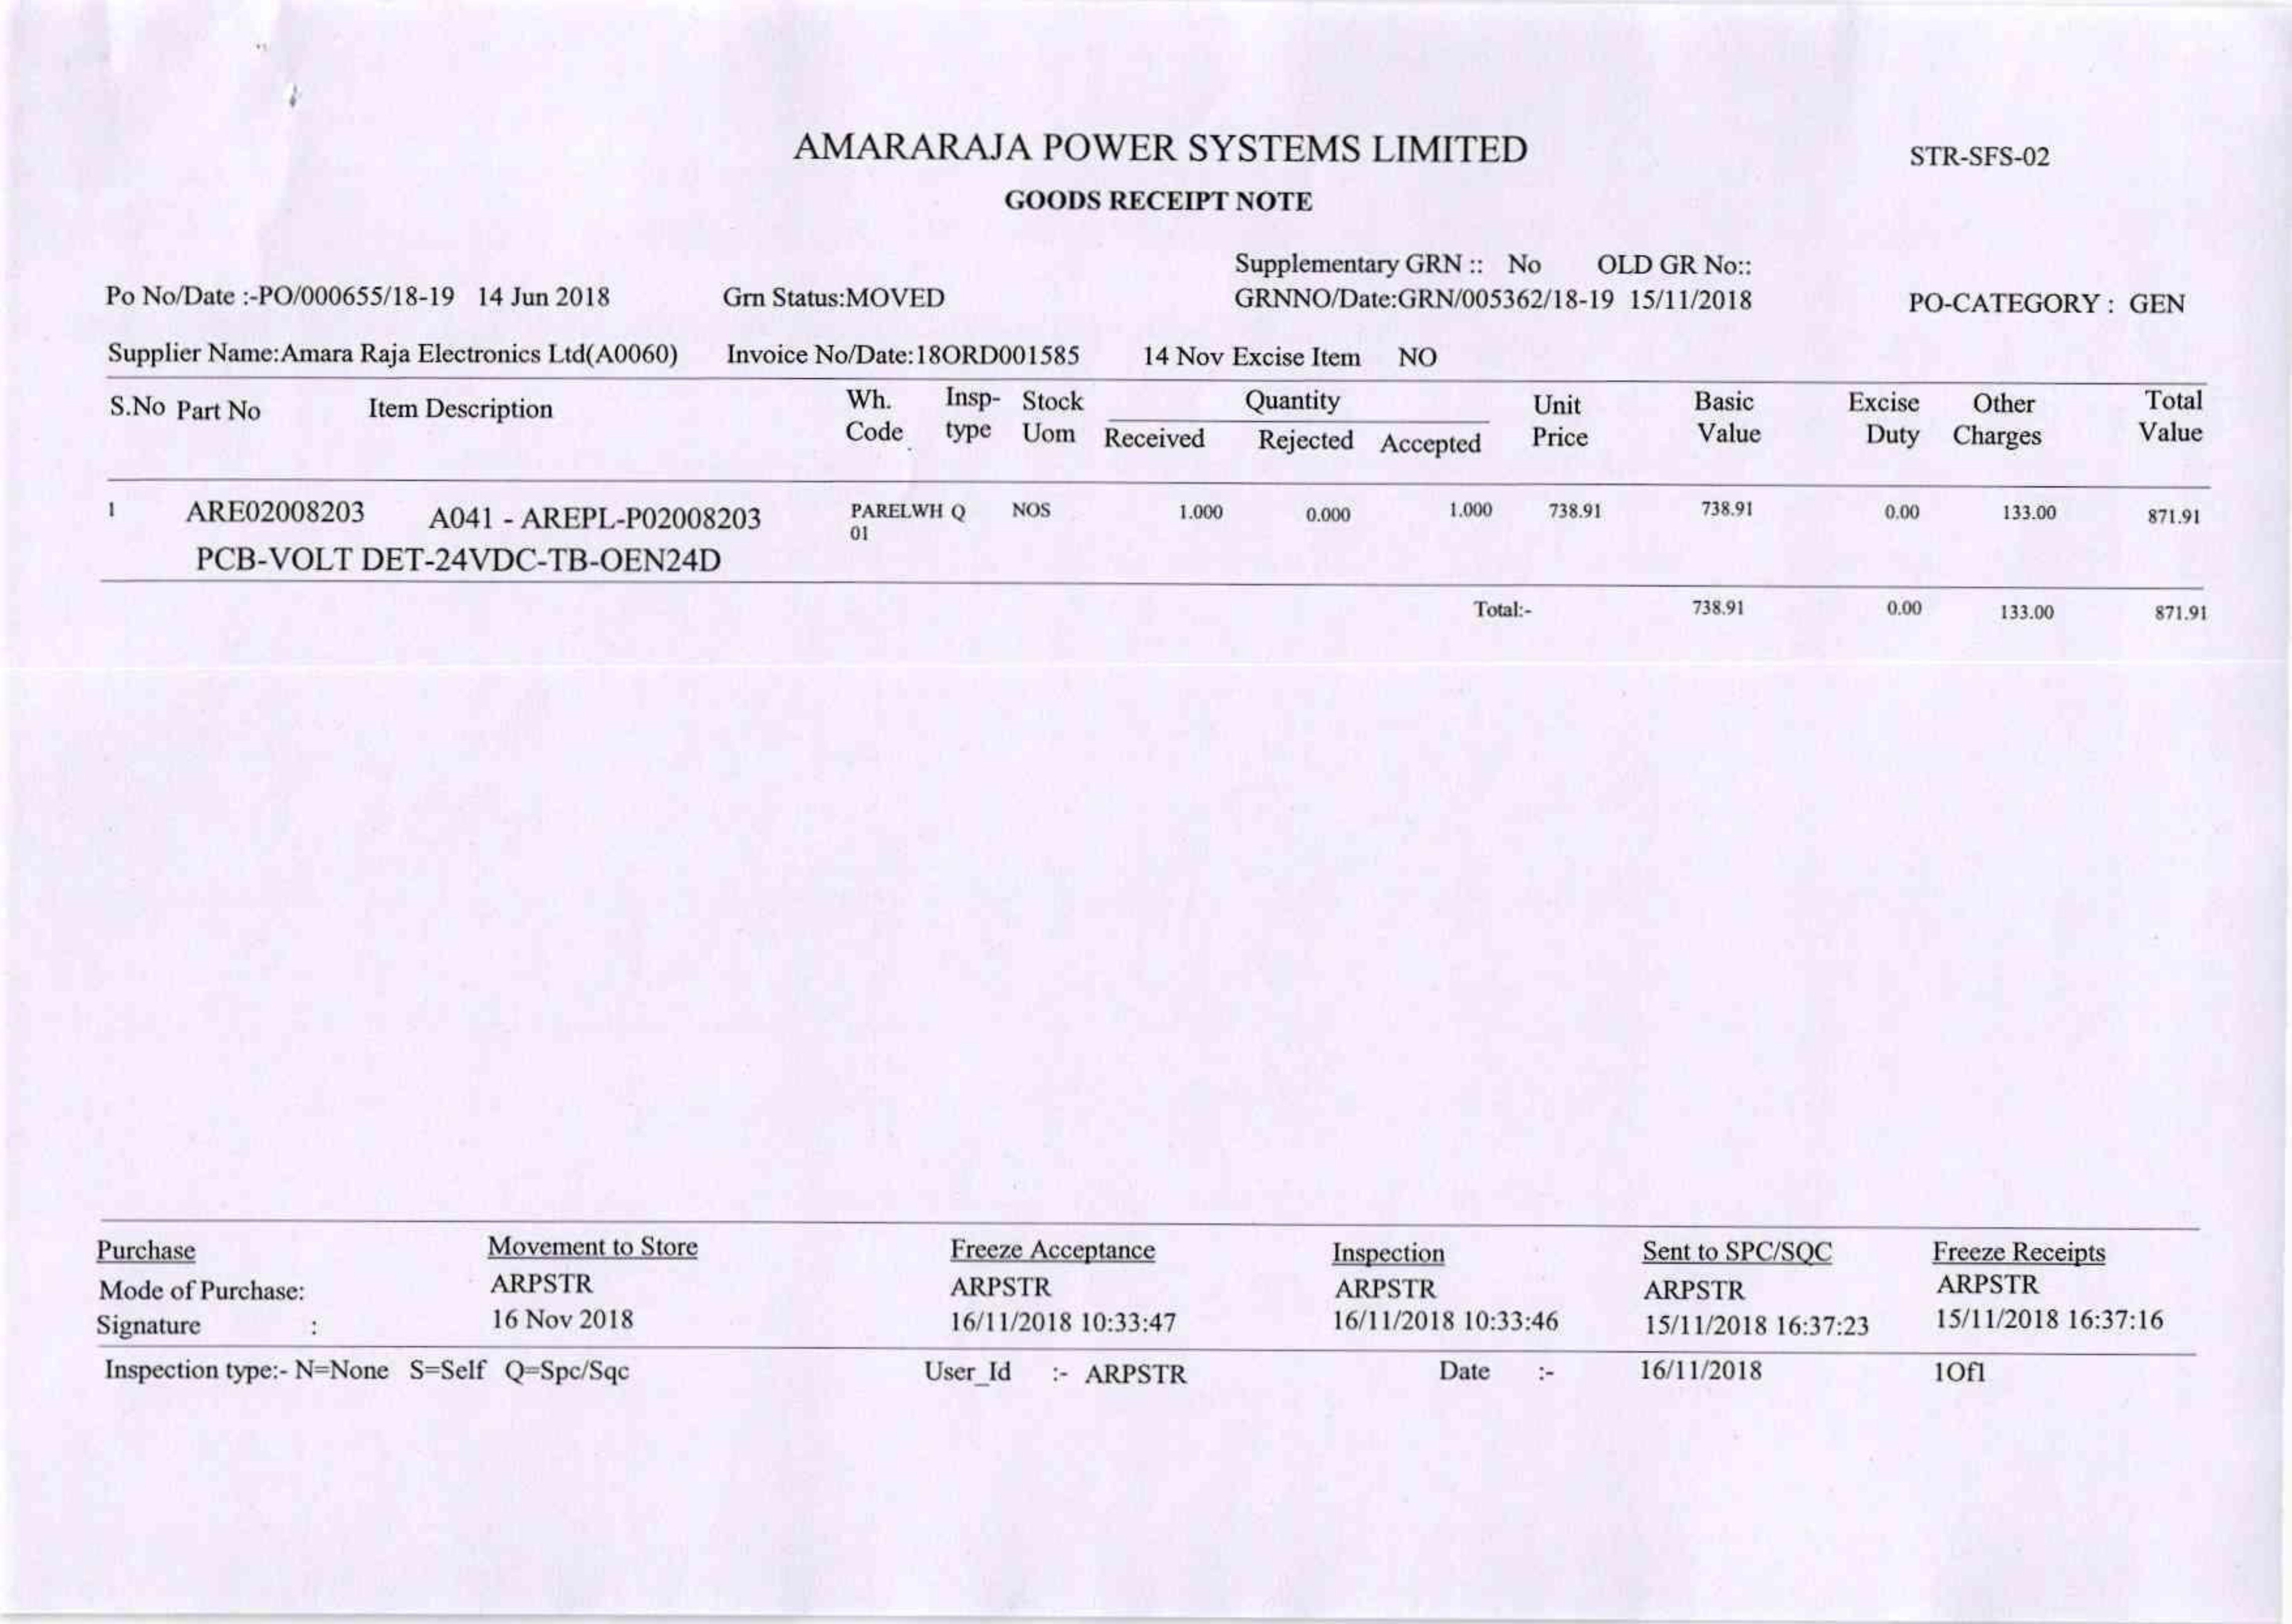 AMARARAJA POWER SYSTEMS LIMITED STR-SFS-02
GOODS RECEIPT NOTE
Supplementary GRN :: No OLD GR No::
Po No/Date :-PO/000655/18-19 14 Jun 2018 Grn Status:MOVED GRNNO/Date:GRN/005362/18-19 15/11/2018 PO-CATEGORY : GEN
Supplier Name:Amara Raja Electronics Ltd(A0060) Invoice No/Date:18ORD001585 14 Nov Excise Item NO
S.No Part No Item Description Wh. Insp- Stock Quantity Unit Basic Excise Other Total
Code type Uom Received Rejected Accepted Price Value Duty Charges Value
1 ARE02008203 A041 - AREPL-P02008203 PARELWH Q NOS 1.000 0.000 1.000 738.91 738.91 0.00 133.00 871.91
01
PCB-VOLT DET-24VDC-TB-OEN24D
Total:- 738.91 0.00 133.00 871.91
Purchase Movement to Store Freeze Acceptance Inspection Sent to SPC/SQC Freeze Receipts
Mode of Purchase: ARPSTR ARPSTR ARPSTR ARPSTR ARPSTR
Signature : 16 Nov 2018 16/11/2018 10:33:47 16/11/2018 10:33:46 15/11/2018 16:37:23 15/11/2018 16:37:16
Inspection type:- N=None S=Self Q=Spc/Sqc User_Id :- ARPSTR Date :- 16/11/2018 1Of1